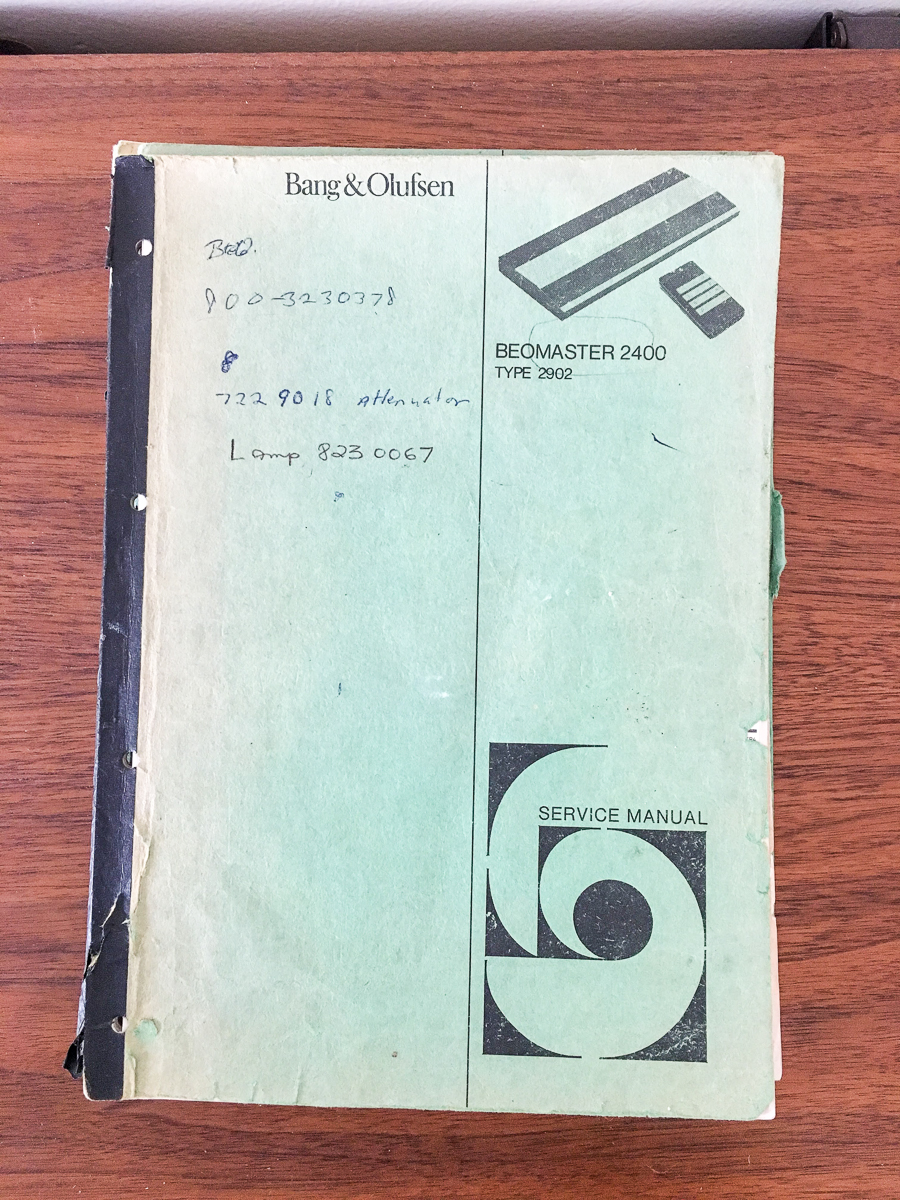 Bang & Olufsen
800-3230378
8
7229018 Attenuator
Lamp 8230067
BEOMASTER 2400
TYPE 2902
SERVICE MANUAL